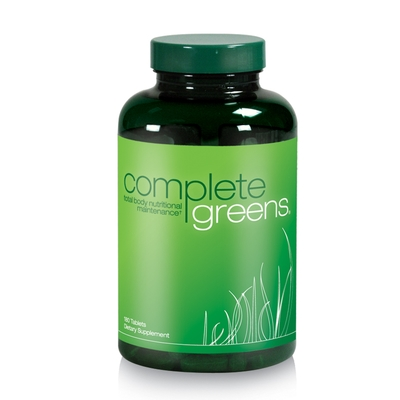 complete
total body nutritional
maintenance†
greens®
180 Tablets
Dietary Supplement